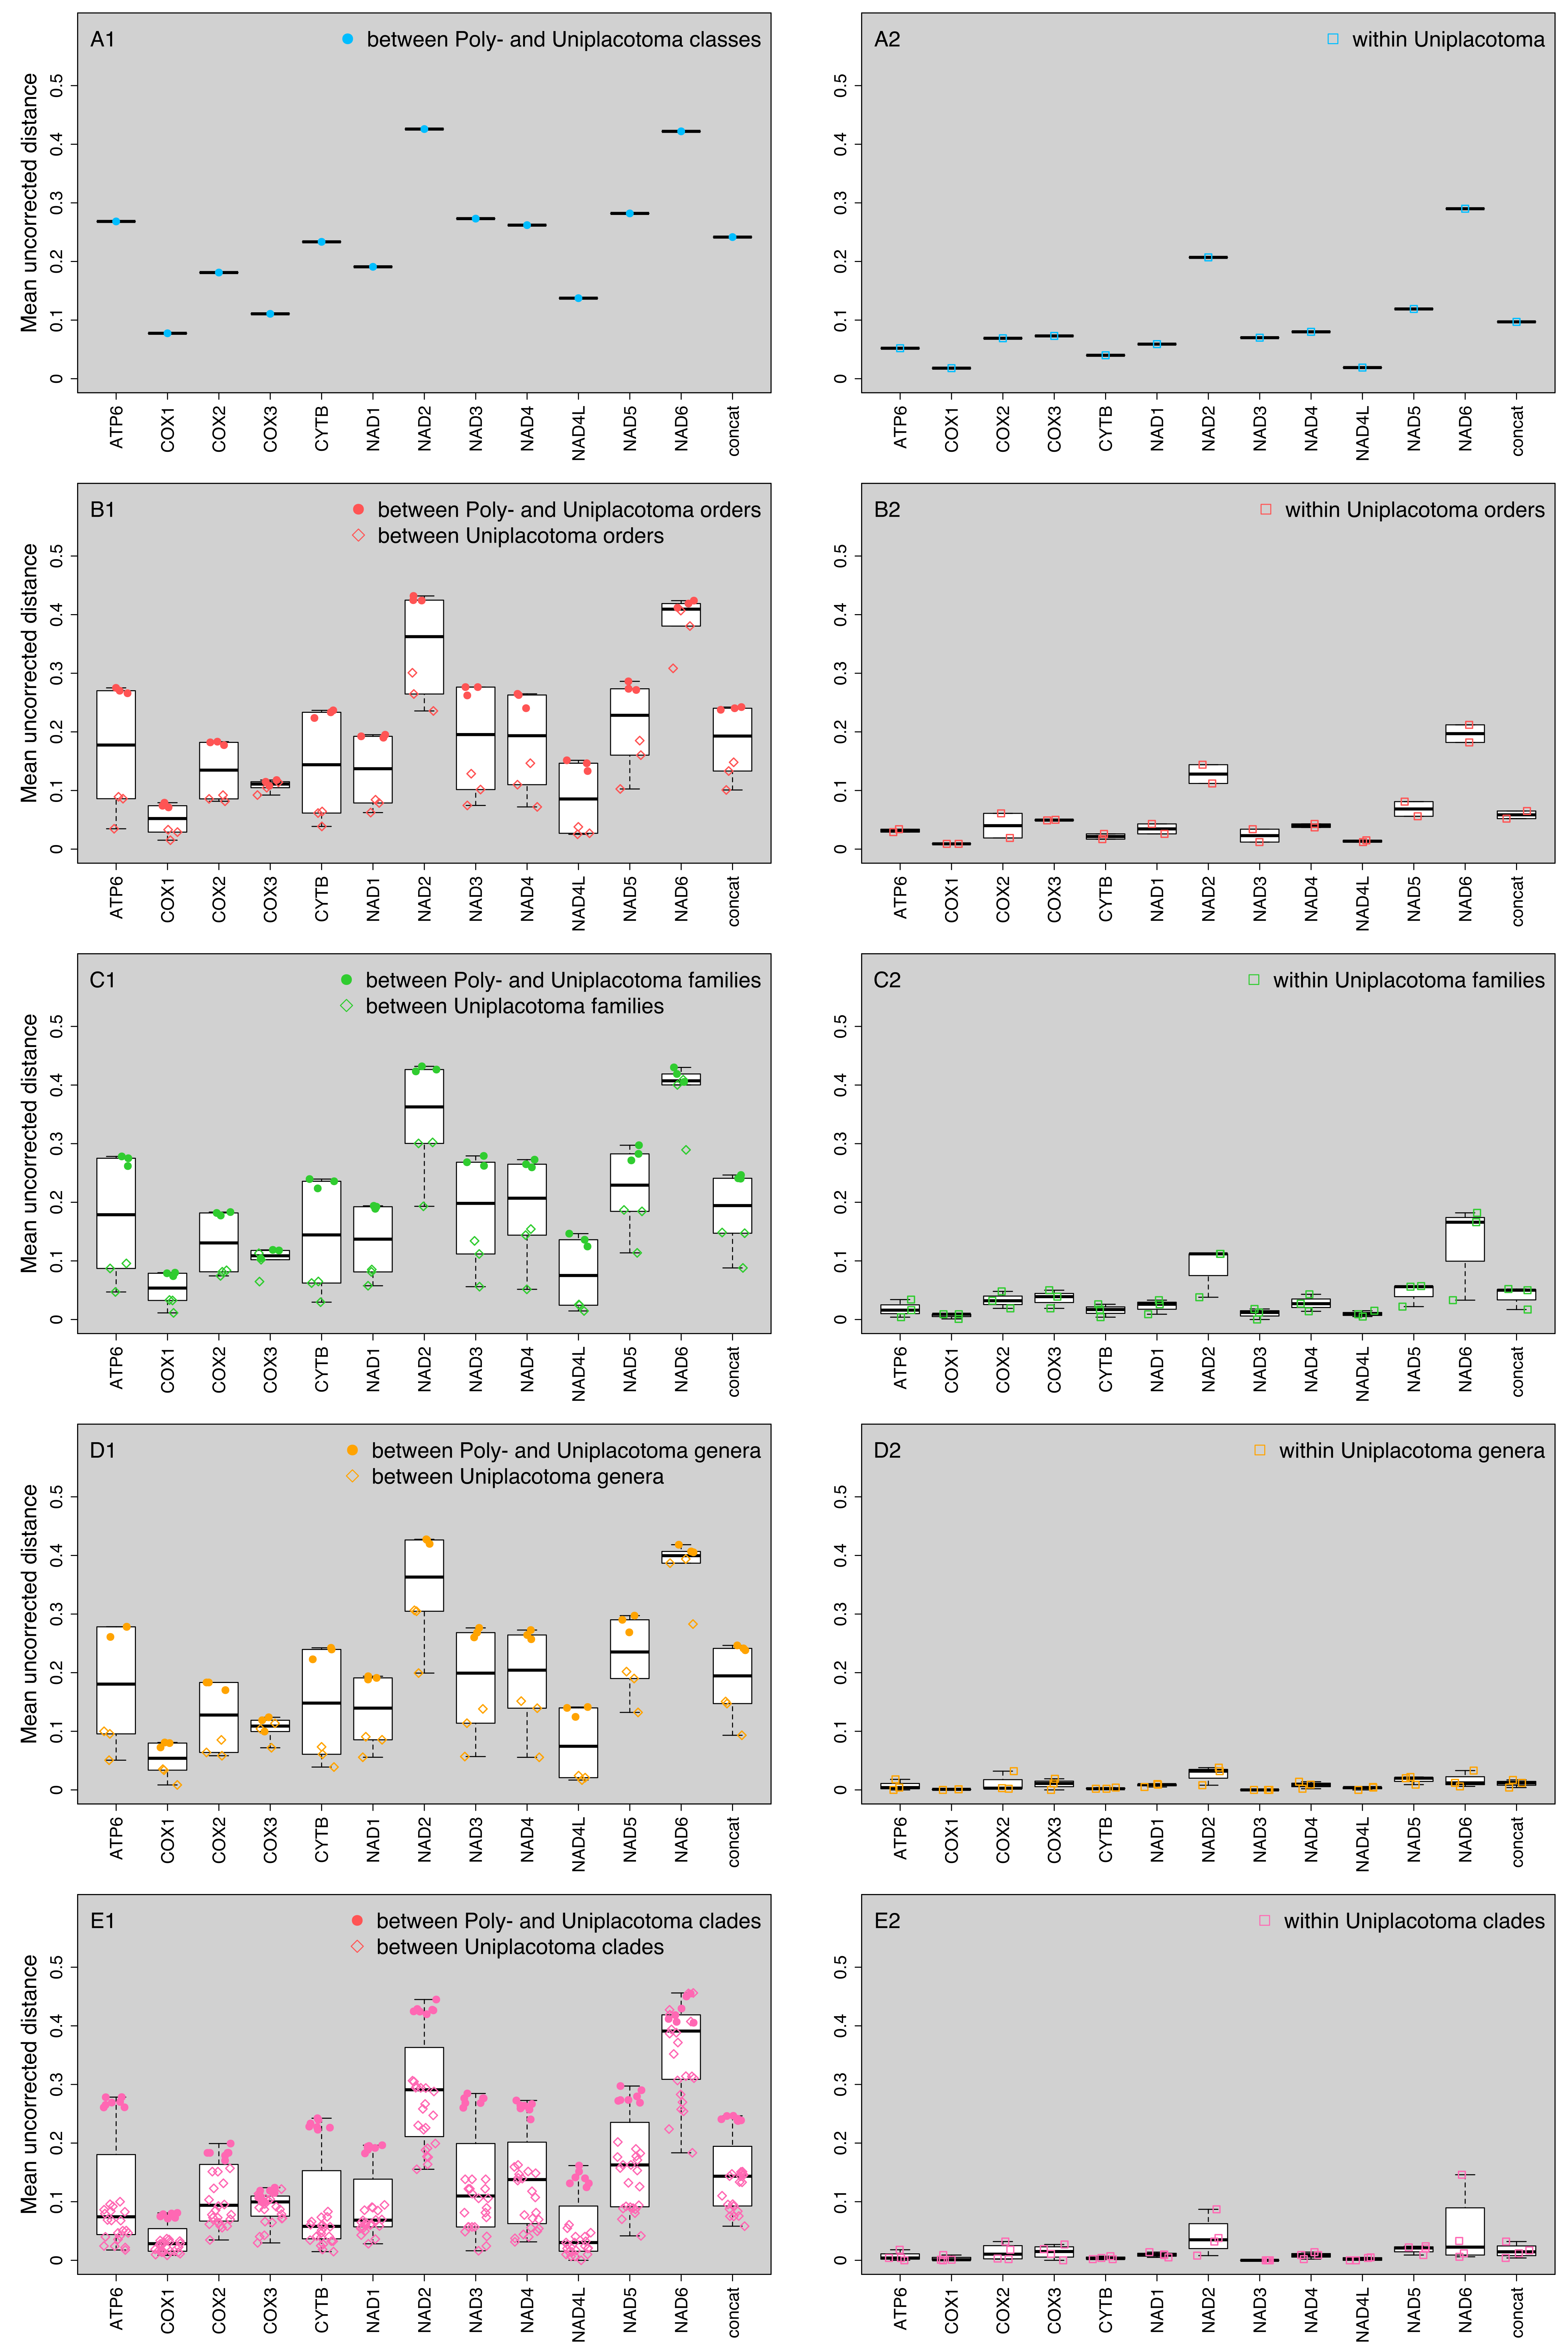 A1
between Poly- and Uniplacotoma classes
Mean uncorrected distance
0 0.1 0.2 0.3 0.4 0.5
ATP6 COX1 COX2 COX3 CYTB NAD1 NAD2 NAD3 NAD4 NAD4L NAD5 NAD6 concat
A2
within Uniplacotoma
0 0.1 0.2 0.3 0.4 0.5
ATP6 COX1 COX2 COX3 CYTB NAD1 NAD2 NAD3 NAD4 NAD4L NAD5 NAD6 concat
B1
between Poly- and Uniplacotoma orders
between Uniplacotoma orders
Mean uncorrected distance
0 0.1 0.2 0.3 0.4 0.5
ATP6 COX1 COX2 COX3 CYTB NAD1 NAD2 NAD3 NAD4 NAD4L NAD5 NAD6 concat
B2
within Uniplacotoma orders
0 0.1 0.2 0.3 0.4 0.5
ATP6 COX1 COX2 COX3 CYTB NAD1 NAD2 NAD3 NAD4 NAD4L NAD5 NAD6 concat
C1
between Poly- and Uniplacotoma families
between Uniplacotoma families
Mean uncorrected distance
0 0.1 0.2 0.3 0.4 0.5
ATP6 COX1 COX2 COX3 CYTB NAD1 NAD2 NAD3 NAD4 NAD4L NAD5 NAD6 concat
C2
within Uniplacotoma families
0 0.1 0.2 0.3 0.4 0.5
ATP6 COX1 COX2 COX3 CYTB NAD1 NAD2 NAD3 NAD4 NAD4L NAD5 NAD6 concat
D1
between Poly- and Uniplacotoma genera
between Uniplacotoma genera
Mean uncorrected distance
0 0.1 0.2 0.3 0.4 0.5
ATP6 COX1 COX2 COX3 CYTB NAD1 NAD2 NAD3 NAD4 NAD4L NAD5 NAD6 concat
D2
within Uniplacotoma genera
0 0.1 0.2 0.3 0.4 0.5
ATP6 COX1 COX2 COX3 CYTB NAD1 NAD2 NAD3 NAD4 NAD4L NAD5 NAD6 concat
E1
between Poly- and Uniplacotoma clades
between Uniplacotoma clades
Mean uncorrected distance
0 0.1 0.2 0.3 0.4 0.5
ATP6 COX1 COX2 COX3 CYTB NAD1 NAD2 NAD3 NAD4 NAD4L NAD5 NAD6 concat
E2
within Uniplacotoma clades
0 0.1 0.2 0.3 0.4 0.5
ATP6 COX1 COX2 COX3 CYTB NAD1 NAD2 NAD3 NAD4 NAD4L NAD5 NAD6 concat